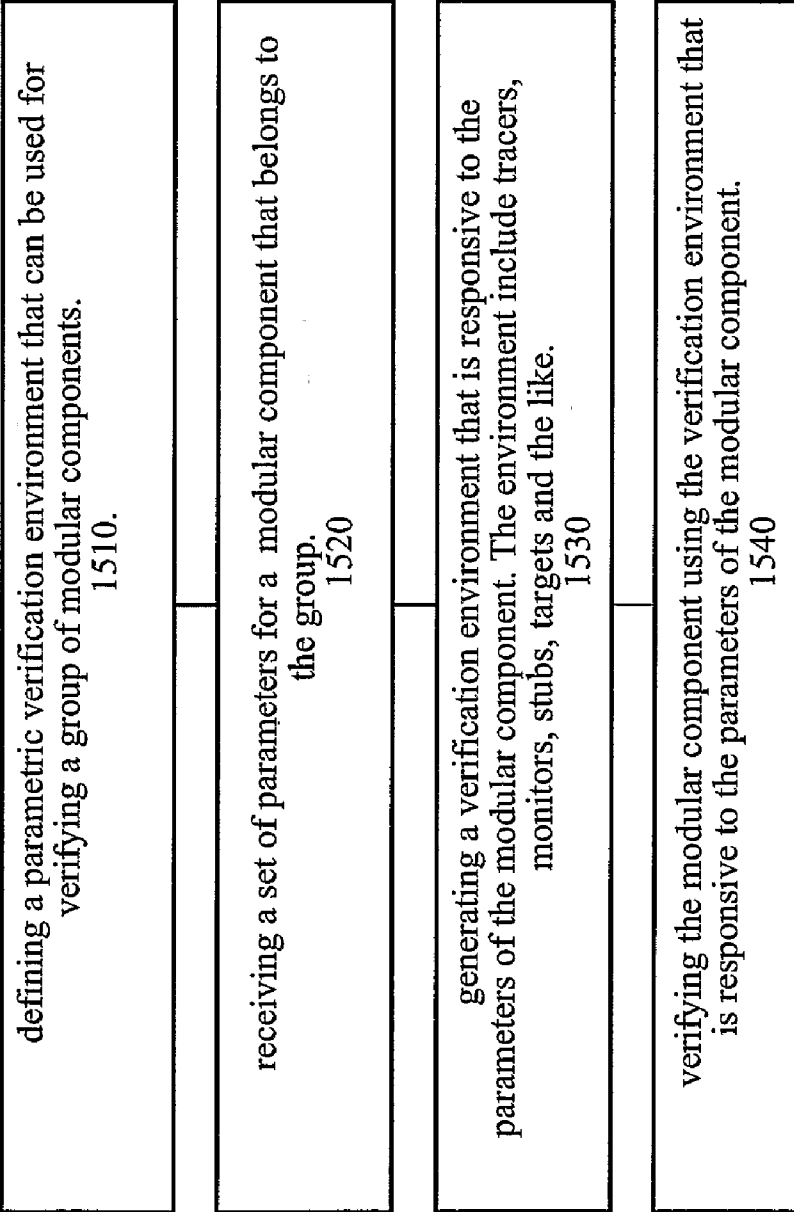 defining a parametric verification environment that can be used for
verifying a group of modular components.
1510.
receiving a set of parameters for a modular component that belongs to
the group.
1520
generating a verification environment that is responsive to the
parameters of the modular component. The environment include tracers,
monitors, stubs, targets and the like.
1530
verifying the modular component using the verification environment that
is responsive to the parameters of the modular component.
1540